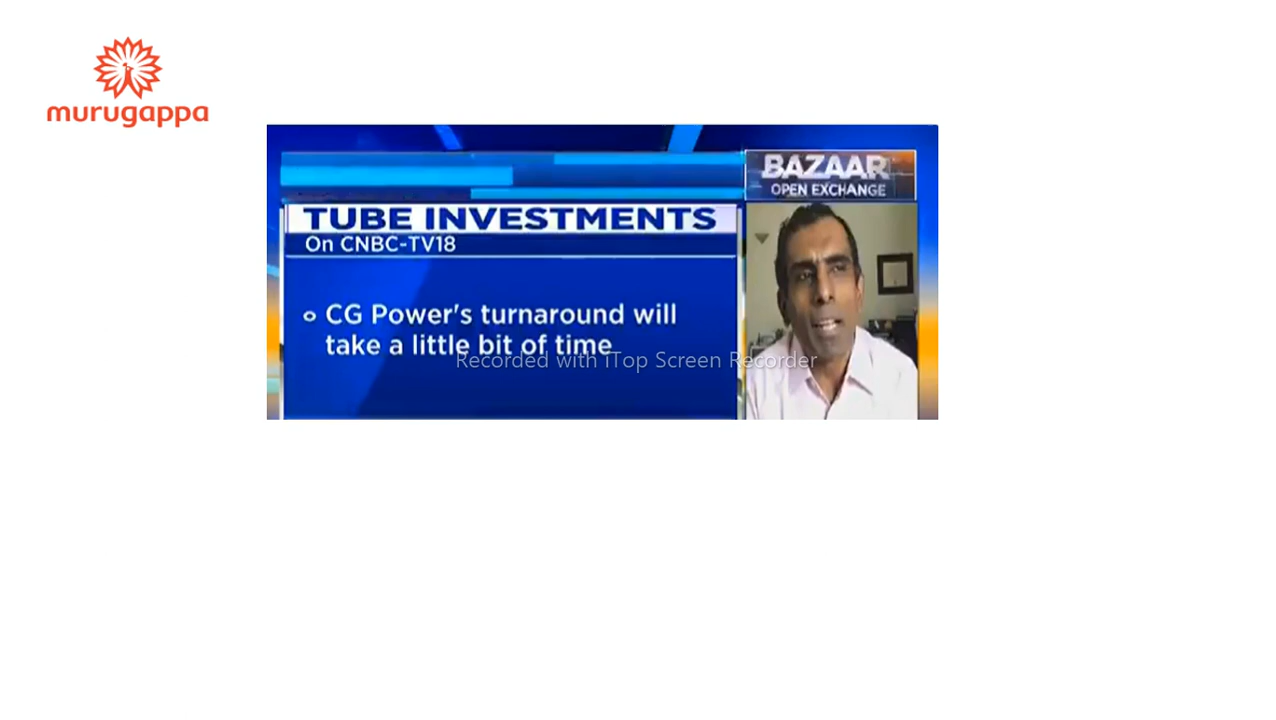 murugappa
BAZAAR
OPEN EXCHANGE
TUBE INVESTMENTS
On CNBC-TV18
CG Power's turnaround will
take a little bit of time
Recorded with iTop Screen Recorder